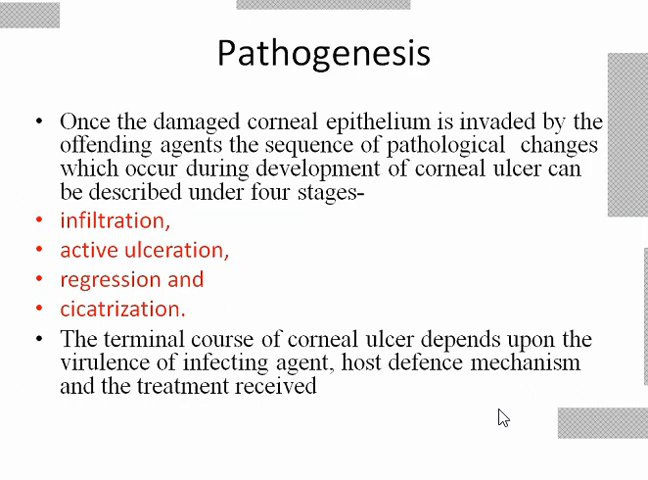 Pathogenesis
• Once the damaged corneal epithelium is invaded by the
offending agents the sequence of pathological changes
which occur during development of corneal ulcer can
be described under four stages-
• infiltration,
• active ulceration,
• regression and
• cicatrization.
• The terminal course of corneal ulcer depends upon the
virulence of infecting agent, host defence mechanism
and the treatment received